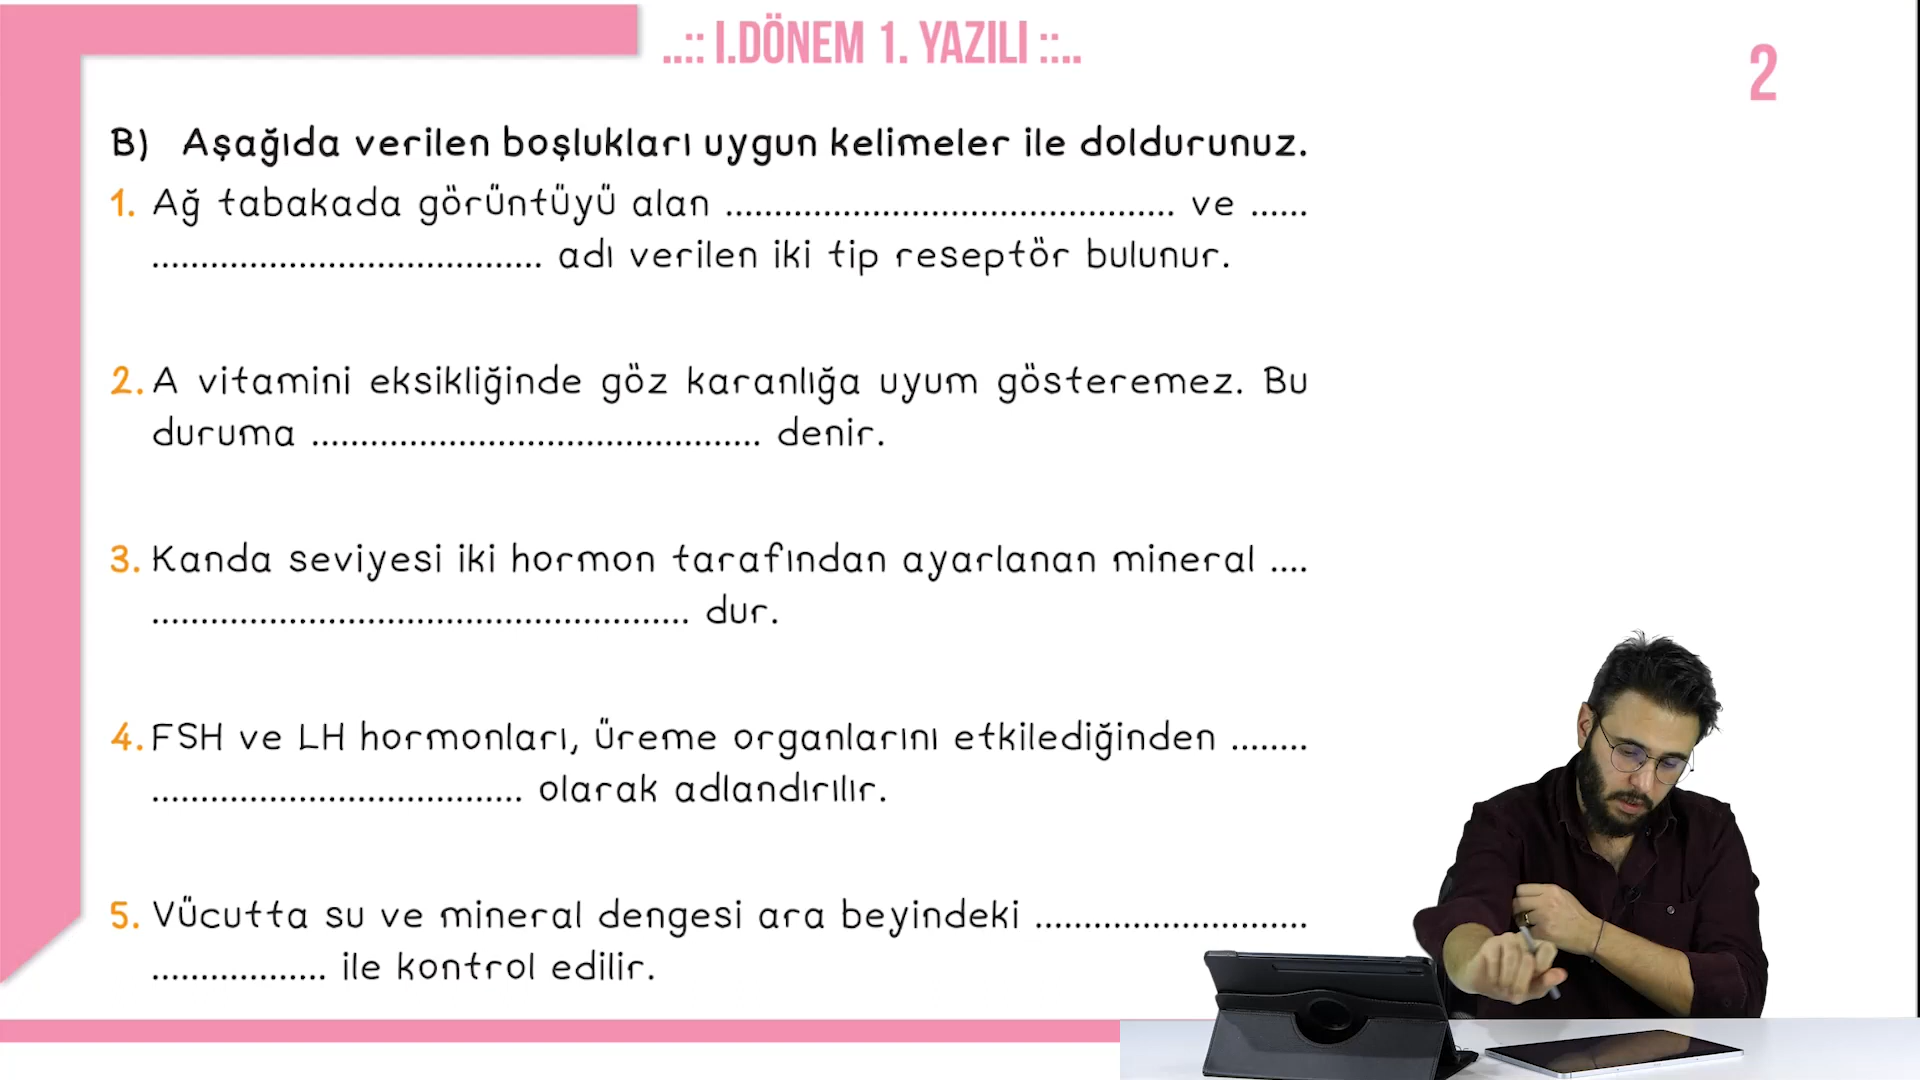 ..:: I.DÖNEM 1. YAZILI ::..
2
B) Aşağıda verilen boşlukları uygun kelimeler ile doldurunuz.
1. Ağ tabakada görüntüyü alan .............................................. ve ......
........................................ adı verilen iki tip reseptör bulunur.
2. A vitamini eksikliğinde göz karanlığa uyum gösteremez. Bu
duruma .............................................. denir.
3. Kanda seviyesi iki hormon tarafından ayarlanan mineral ....
....................................................... dur.
4. FSH ve LH hormonları, üreme organlarını etkilediğinden ........
...................................... olarak adlandırılır.
5. Vücutta su ve mineral dengesi ara beyindeki ............................
.................. ile kontrol edilir.